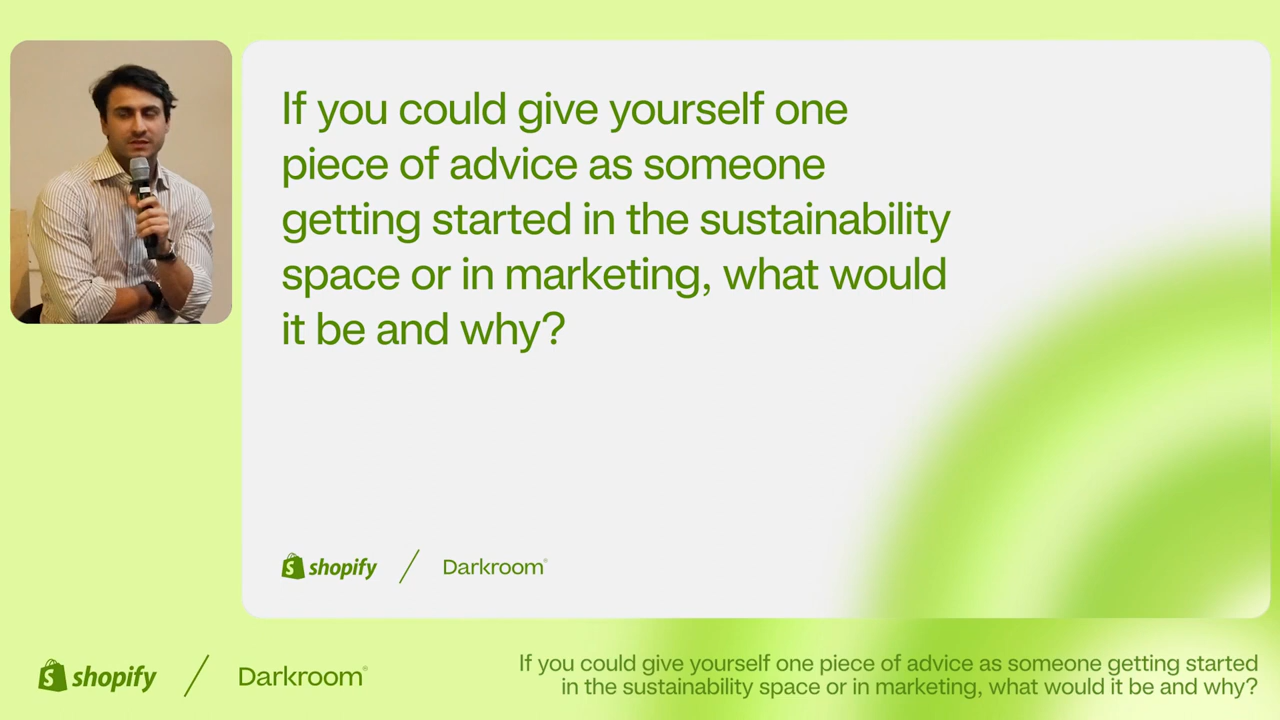 If you could give yourself one
piece of advice as someone
getting started in the sustainability
space or in marketing, what would
it be and why?
shopify / Darkroom®
shopify / Darkroom®
If you could give yourself one piece of advice as someone getting started
in the sustainability space or in marketing, what would it be and why?